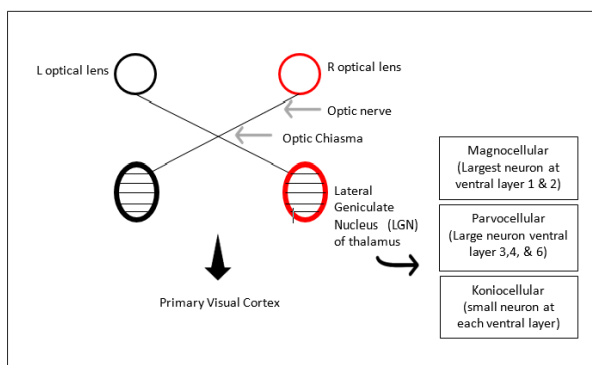 L optical lens
R optical lens
Optic nerve
Optic Chiasma
Lateral
Geniculate
Nucleus (LGN)
of thalamus
Primary Visual Cortex
Magnocellular
(Largest neuron at
ventral layer 1 & 2)
Parvocellular
(Large neuron ventral
layer 3,4, & 6)
Koniocellular
(small neuron at
each ventral layer)